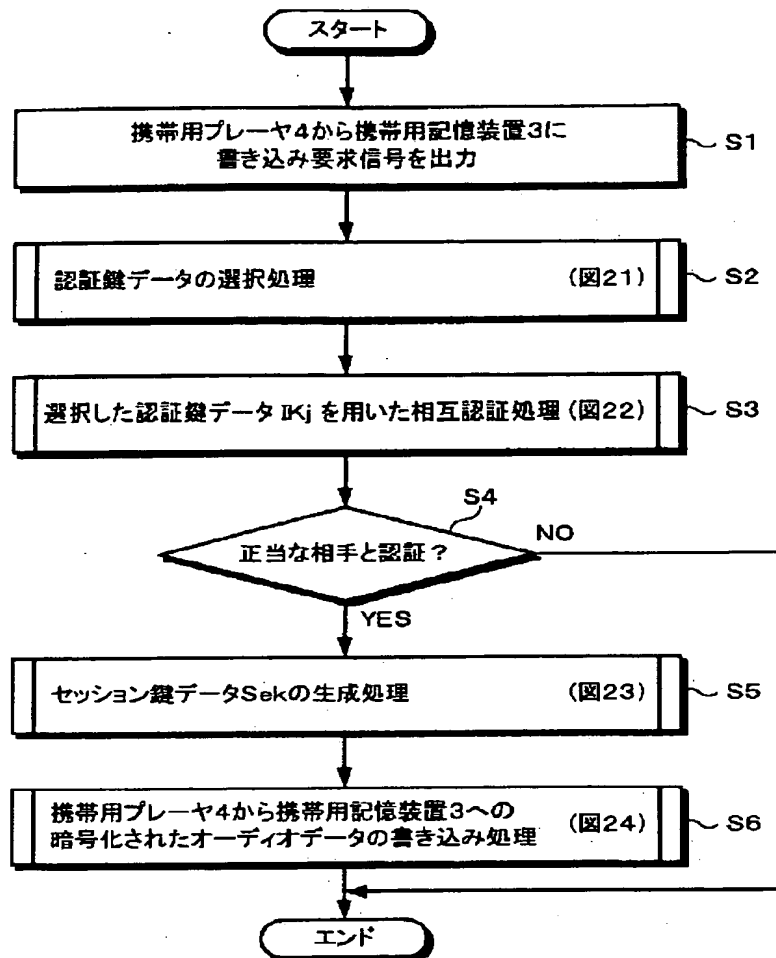 スタート
携帯用プレーヤ4から携帯用記憶装置3に
書き込み要求信号を出力
S1
認証鍵データの選択処理 (図21)
S2
選択した認証鍵データ IKj を用いた相互認証処理(図22)
S3
S4
正当な相手と認証?
NO
YES
セッション鍵データSekの生成処理 (図23)
S5
携帯用プレーヤ4から携帯用記憶装置3への
暗号化されたオーディオデータの書き込み処理
(図24)
S6
エンド